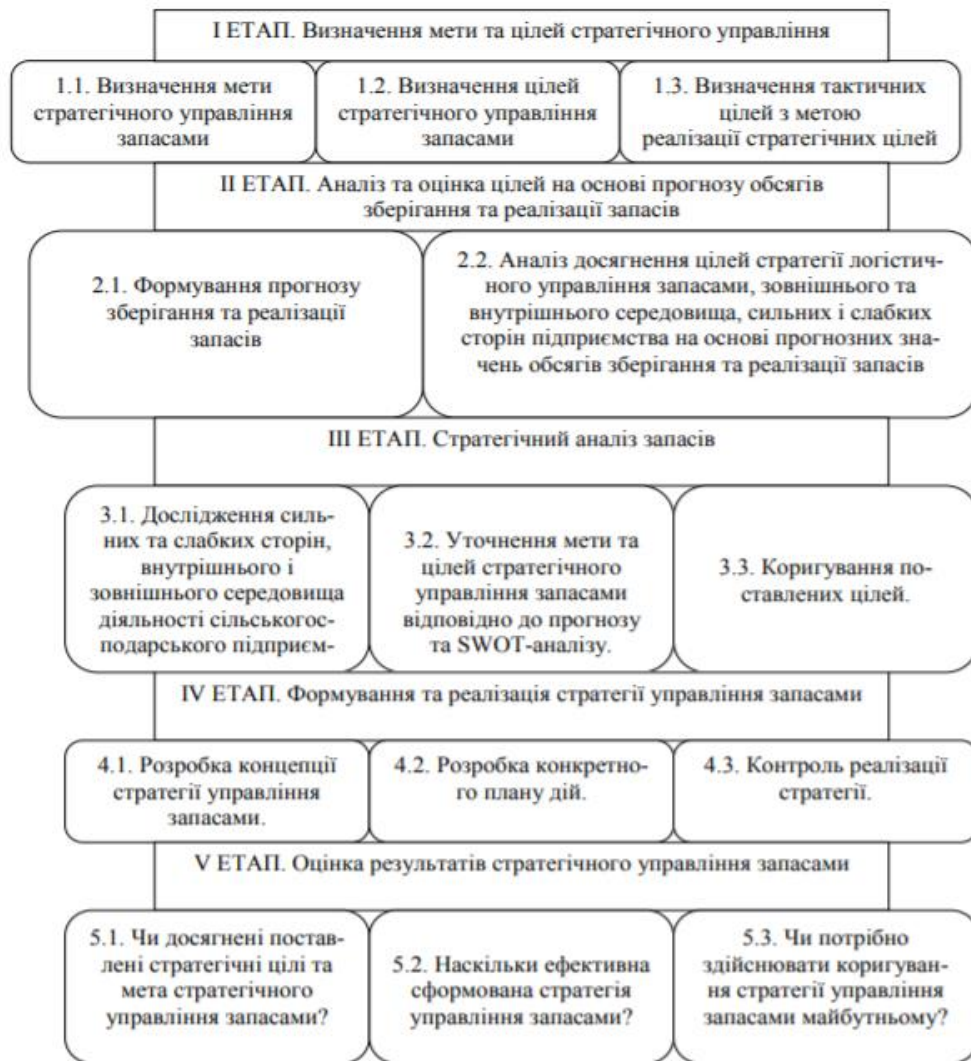 І ЕТАП. Визначення мети та цілей стратегічного управління
1.1. Визначення мети
стратегічного управління
запасами
1.2. Визначення цілей
стратегічного управління
запасами
1.3. Визначення тактичних
цілей з метою
реалізації стратегічних цілей
ІІ ЕТАП. Аналіз та оцінка цілей на основі прогнозу обсягів
зберігання та реалізації запасів
2.1. Формування прогнозу
зберігання та реалізації
запасів
2.2. Аналіз досягнення цілей стратегії логістич-
ного управління запасами, зовнішнього та
внутрішнього середовища, сильних і слабких
сторін підприємства на основі прогнозних зна-
чень обсягів зберігання та реалізації запасів
ІІІ ЕТАП. Стратегічний аналіз запасів
3.1. Дослідження силь-
них та слабких сторін,
внутрішнього і
зовнішнього середовища
діяльності сільськогос-
подарського підприєм-
3.2. Уточнення мети та
цілей стратегічного
управління запасами
відповідно до прогнозу
та SWOT-аналізу.
3.3. Коригування по-
ставлених цілей.
IV ЕТАП. Формування та реалізація стратегії управління запасами
4.1. Розробка концепції
стратегії управління
запасами.
4.2. Розробка конкретно-
го плану дій.
4.3. Контроль реалізації
стратегії.
V ЕТАП. Оцінка результатів стратегічного управління запасами
5.1. Чи досягнені постав-
лені стратегічні цілі та
мета стратегічного
управління запасами?
5.2. Наскільки ефективна
сформована стратегія
управління запасами?
5.3. Чи потрібно
здійснювати коригуван-
ня стратегії управління
запасами майбутньому?